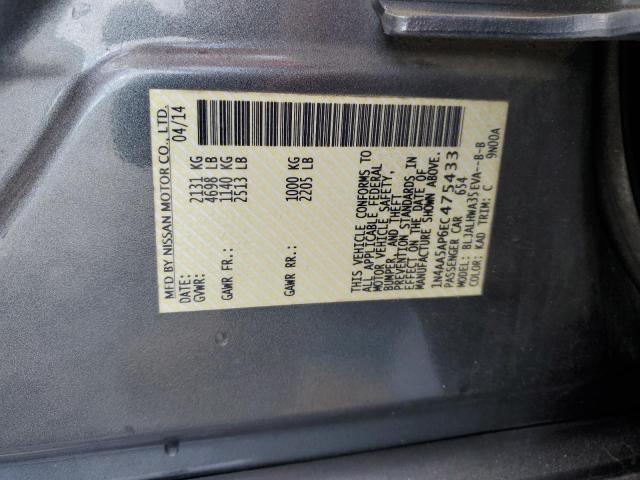 MFD BY NISSAN MOTOR CO., LTD.
DATE: 04/14
GVWR: 2131 KG
4698 LB
GAWR FR.: 1140 KG
2513 LB
GAWR RR.: 1000 KG
2205 LB
THIS VEHICLE CONFORMS TO
ALL APPLICABLE FEDERAL
MOTOR VEHICLE SAFETY,
BUMPER, AND THEFT
PREVENTION STANDARDS IN
EFFECT ON THE DATE OF
MANUFACTURE SHOWN ABOVE.
1N4AA5AP6EC475433
PASSENGER CAR 654
MODEL: BLJALHWA35EVA--B-B
COLOR: KAD TRIM: C 9N00A